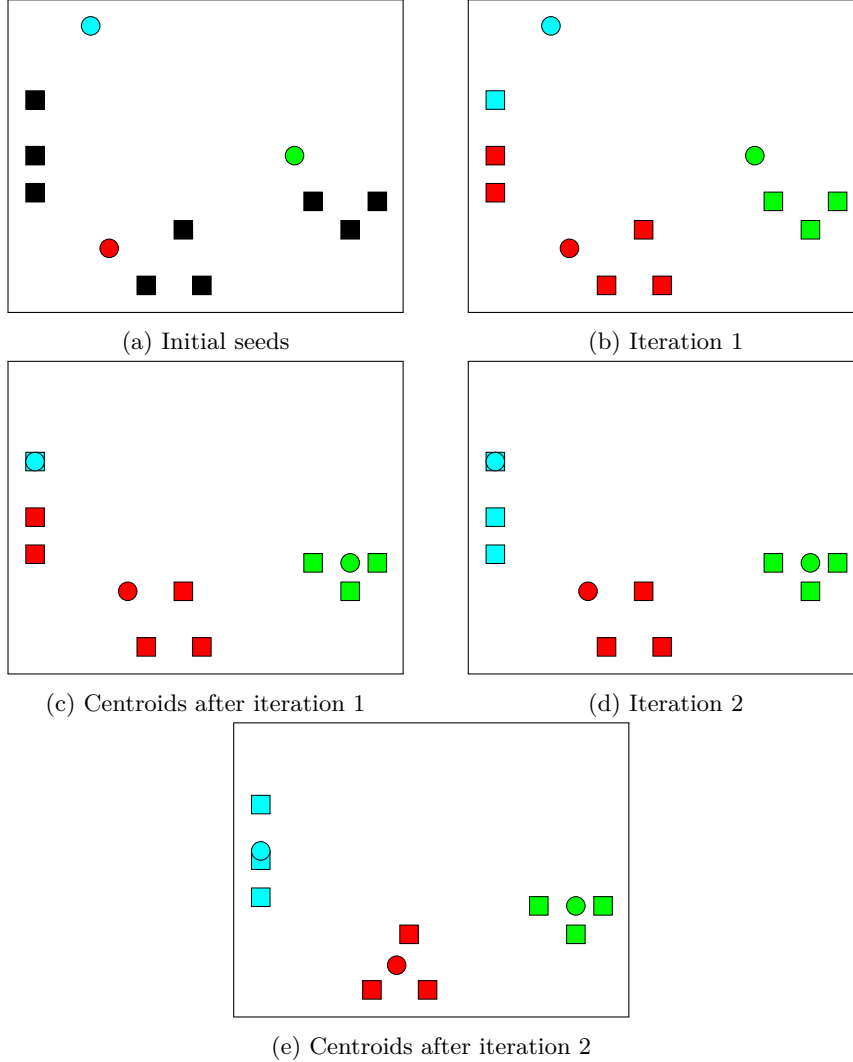 (a) Initial seeds
(b) Iteration 1
(c) Centroids after iteration 1
(d) Iteration 2
(e) Centroids after iteration 2